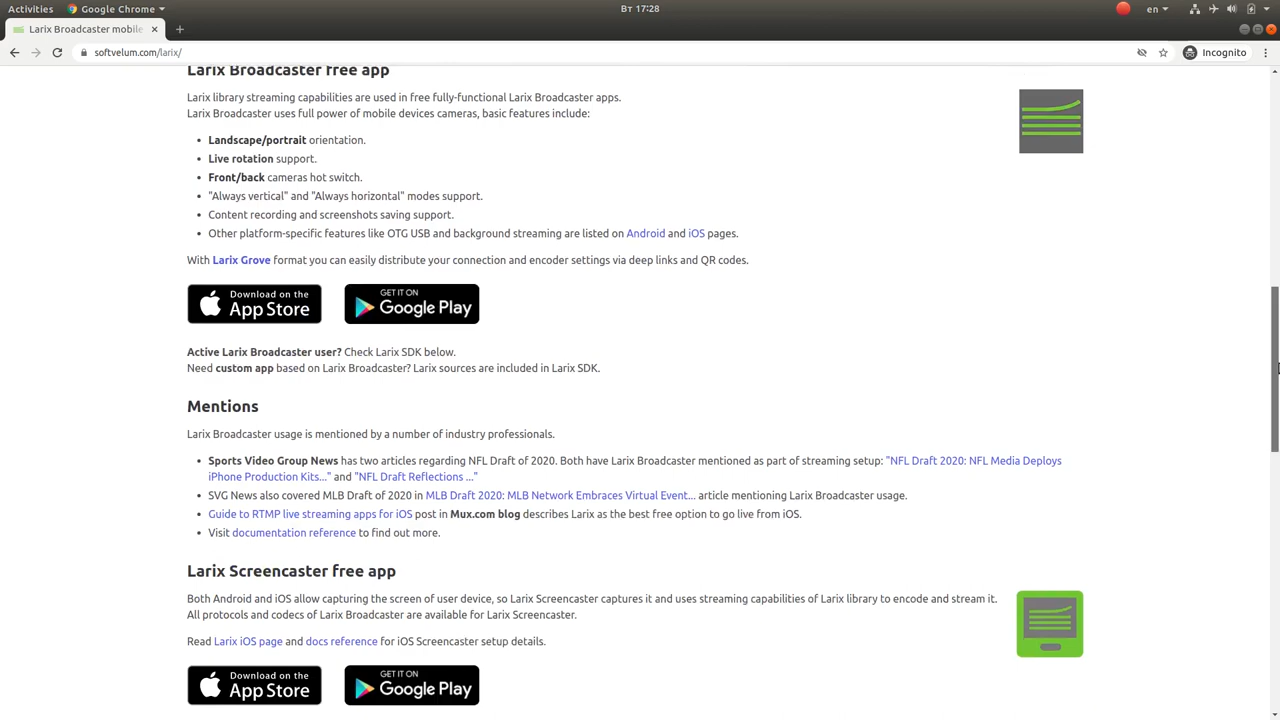 Activities Google Chrome Вт 17:28 en
Larix Broadcaster mobile
softvelum.com/larix/ Incognito
Larix Broadcaster free app
Larix library streaming capabilities are used in free fully-functional Larix Broadcaster apps.
Larix Broadcaster uses full power of mobile devices cameras, basic features include:
• Landscape/portrait orientation.
• Live rotation support.
• Front/back cameras hot switch.
• "Always vertical" and "Always horizontal" modes support.
• Content recording and screenshots saving support.
• Other platform-specific features like OTG USB and background streaming are listed on Android and iOS pages.
With Larix Grove format you can easily distribute your connection and encoder settings via deep links and QR codes.
Download on the App Store
GET IT ON Google Play
Active Larix Broadcaster user? Check Larix SDK below.
Need custom app based on Larix Broadcaster? Larix sources are included in Larix SDK.
Mentions
Larix Broadcaster usage is mentioned by a number of industry professionals.
• Sports Video Group News has two articles regarding NFL Draft of 2020. Both have Larix Broadcaster mentioned as part of streaming setup: "NFL Draft 2020: NFL Media Deploys
iPhone Production Kits..." and "NFL Draft Reflections ..."
• SVG News also covered MLB Draft of 2020 in MLB Draft 2020: MLB Network Embraces Virtual Event... article mentioning Larix Broadcaster usage.
• Guide to RTMP live streaming apps for iOS post in Mux.com blog describes Larix as the best free option to go live from iOS.
• Visit documentation reference to find out more.
Larix Screencaster free app
Both Android and iOS allow capturing the screen of user device, so Larix Screencaster captures it and uses streaming capabilities of Larix library to encode and stream it.
All protocols and codecs of Larix Broadcaster are available for Larix Screencaster.
Read Larix iOS page and docs reference for iOS Screencaster setup details.
Download on the App Store
GET IT ON Google Play